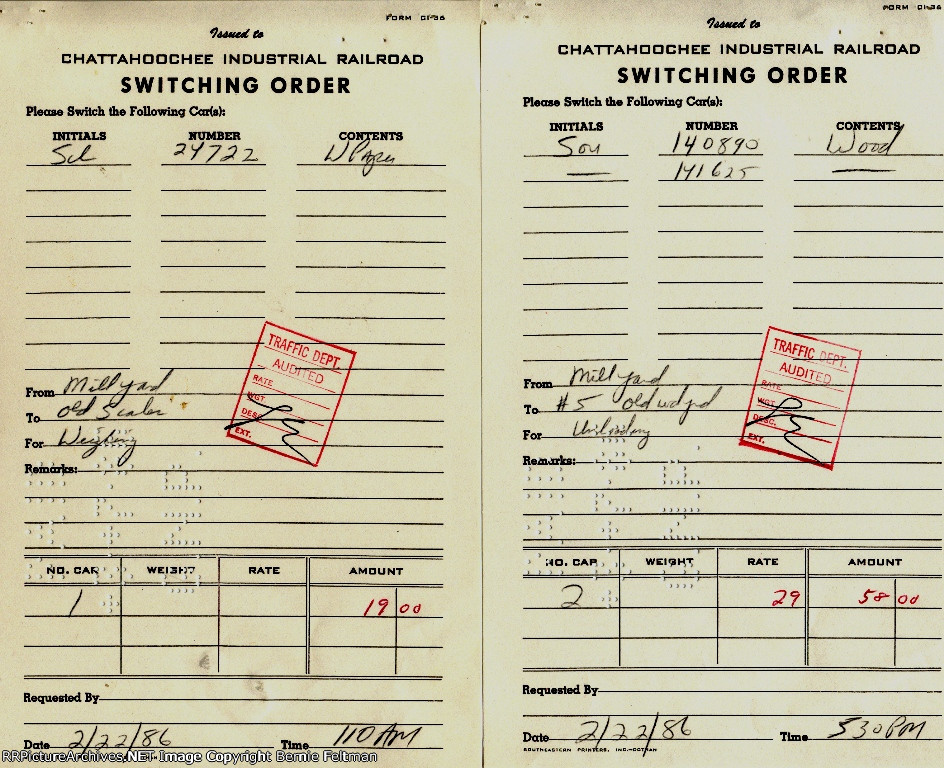 FORM CI-36
Issued to
CHATTAHOOCHEE INDUSTRIAL RAILROAD
SWITCHING ORDER
Please Switch the Following Car(s):
INITIALS NUMBER CONTENTS
24722 W Paper
TRAFFIC DEPT.
AUDITED
RATE
WGT.
DESC.
EXT.
From Mill yard
To Old Scales
For Weighing
Remarks:
NO. CAR WEIGHT RATE AMOUNT
1 19 00
Requested By
Date 2/22/86 Time 110 AM
FORM CI-36
Issued to
CHATTAHOOCHEE INDUSTRIAL RAILROAD
SWITCHING ORDER
Please Switch the Following Car(s):
INITIALS NUMBER CONTENTS
Sou 140890 Wood
— 141625 —
TRAFFIC DEPT.
AUDITED
RATE
WGT.
DESC.
EXT.
From Mill yard
To #5 Old wdyd
For Unloading
Remarks:
NO. CAR WEIGHT RATE AMOUNT
2 29 58 00
Requested By
Date 2/22/86 Time 530 PM
SOUTHEASTERN PRINTERS, INC.—DOTHAN
RRPictureArchives.NET Image Copyright Bernie Feltman